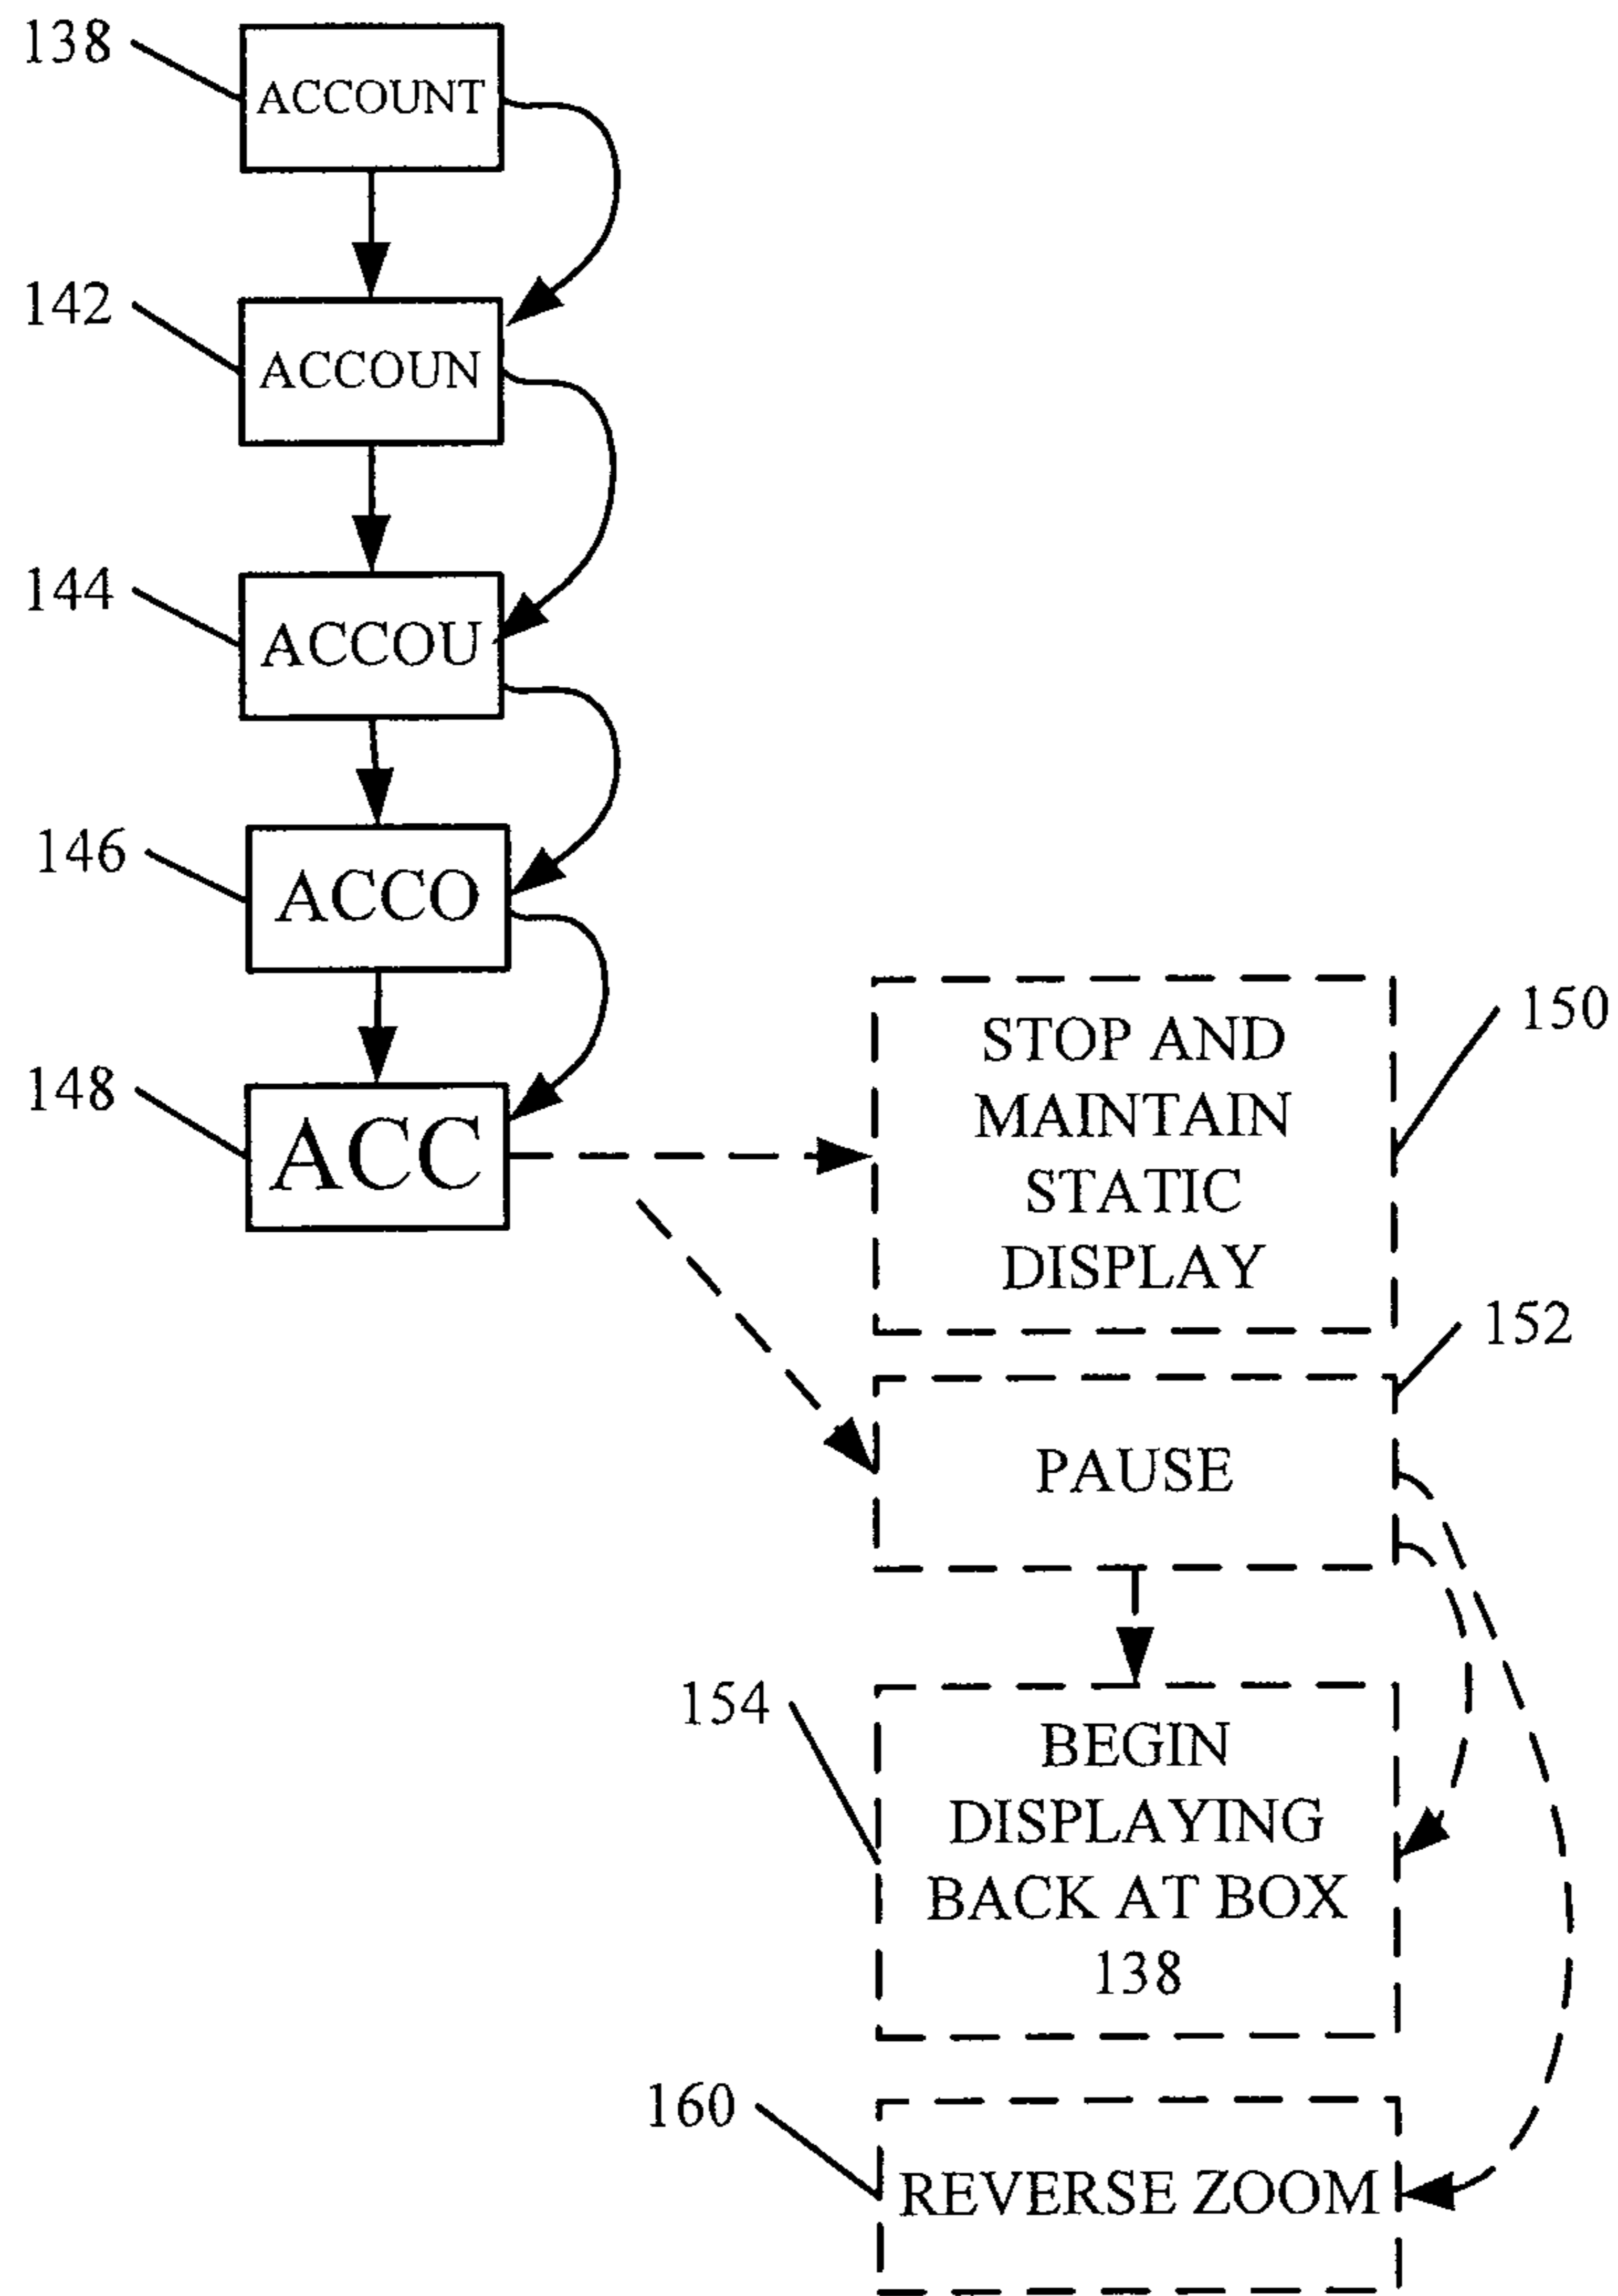 138
ACCOUNT
142
ACCOUN
144
ACCOU
146
ACCO
148
ACC
150
STOP AND
MAINTAIN
STATIC
DISPLAY
152
PAUSE
154
BEGIN
DISPLAYING
BACK AT BOX
138
160
REVERSE ZOOM